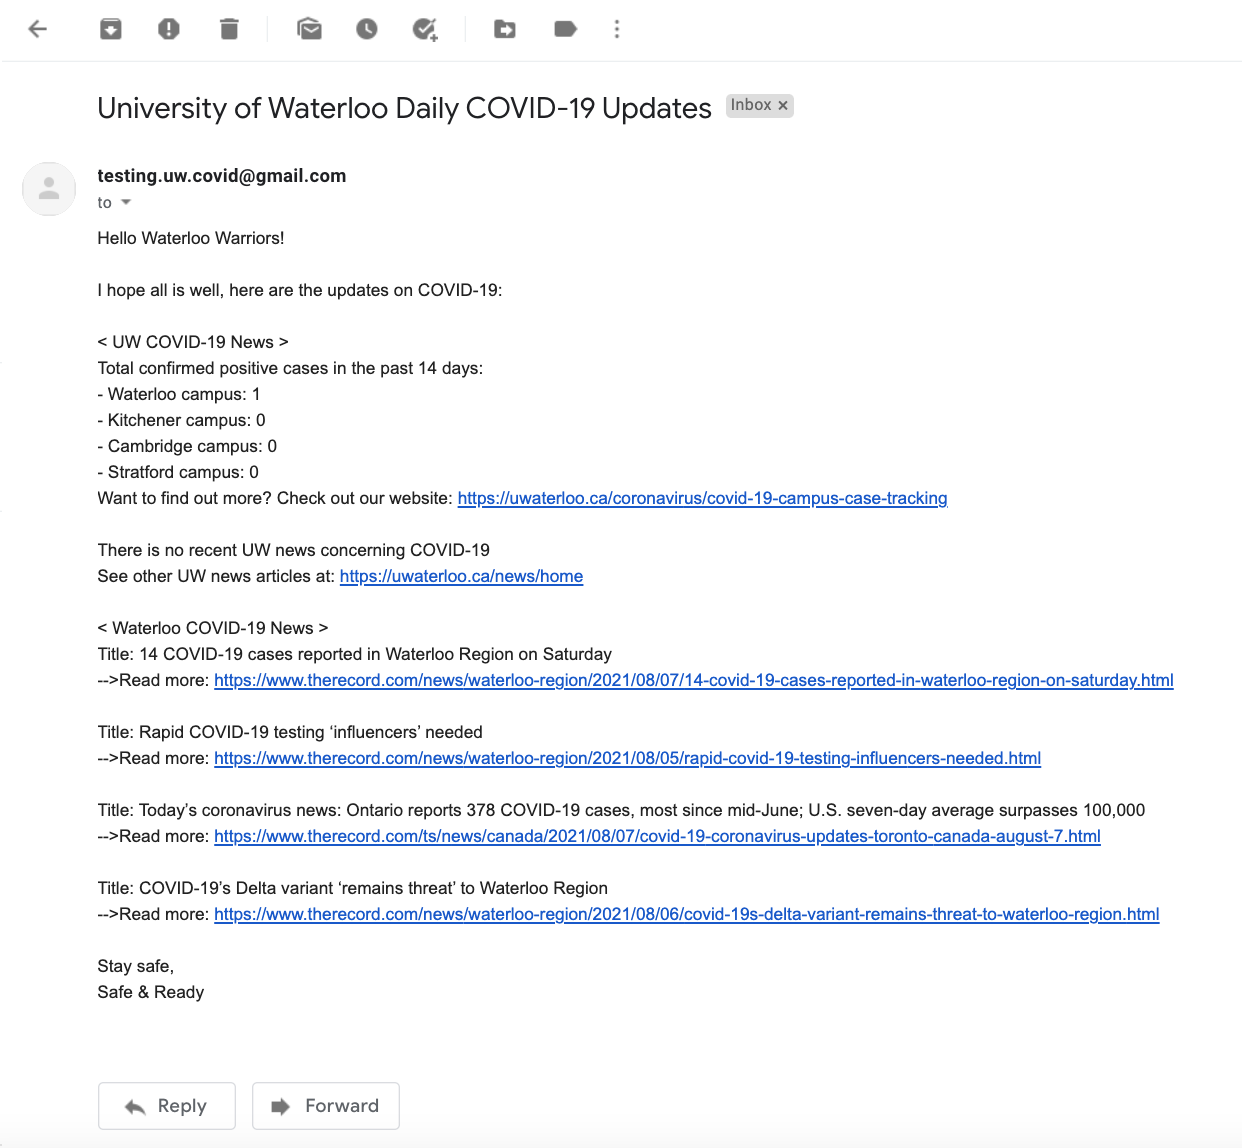 University of Waterloo Daily COVID-19 Updates Inbox ×
testing.uw.covid@gmail.com
to
Hello Waterloo Warriors!
I hope all is well, here are the updates on COVID-19:
< UW COVID-19 News >
Total confirmed positive cases in the past 14 days:
- Waterloo campus: 1
- Kitchener campus: 0
- Cambridge campus: 0
- Stratford campus: 0
Want to find out more? Check out our website: https://uwaterloo.ca/coronavirus/covid-19-campus-case-tracking
There is no recent UW news concerning COVID-19
See other UW news articles at: https://uwaterloo.ca/news/home
< Waterloo COVID-19 News >
Title: 14 COVID-19 cases reported in Waterloo Region on Saturday
-->Read more: https://www.therecord.com/news/waterloo-region/2021/08/07/14-covid-19-cases-reported-in-waterloo-region-on-saturday.html
Title: Rapid COVID-19 testing ‘influencers’ needed
-->Read more: https://www.therecord.com/news/waterloo-region/2021/08/05/rapid-covid-19-testing-influencers-needed.html
Title: Today’s coronavirus news: Ontario reports 378 COVID-19 cases, most since mid-June; U.S. seven-day average surpasses 100,000
-->Read more: https://www.therecord.com/ts/news/canada/2021/08/07/covid-19-coronavirus-updates-toronto-canada-august-7.html
Title: COVID-19’s Delta variant ‘remains threat’ to Waterloo Region
-->Read more: https://www.therecord.com/news/waterloo-region/2021/08/06/covid-19s-delta-variant-remains-threat-to-waterloo-region.html
Stay safe,
Safe & Ready
Reply Forward